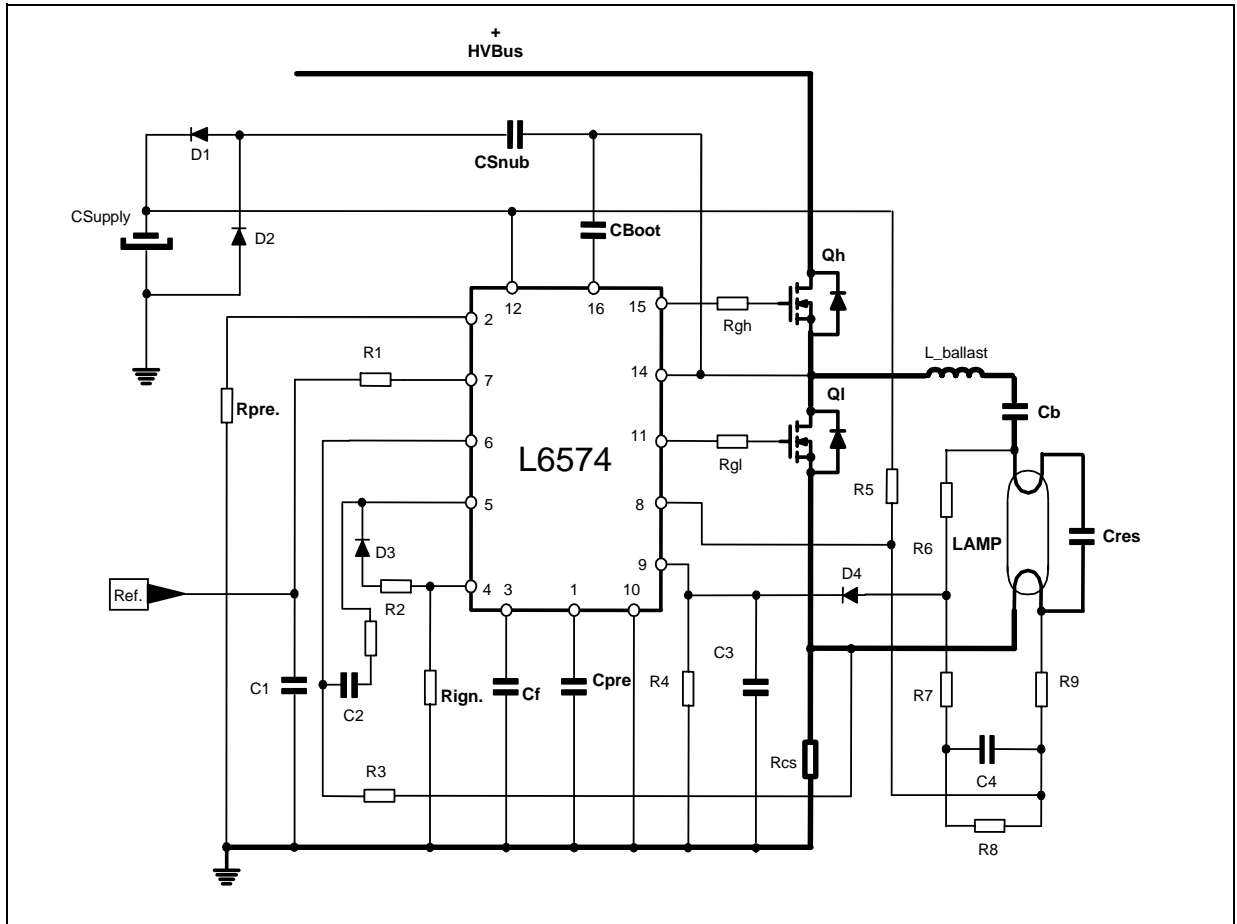 +
HVBus
D1
CSnub
CSupply
D2
CBoot
Qh
12
16
15
2
Rgh
R1
L_ballast
14
7
Ql
Cb
Rpre.
11
6
L6574
Rgl
R5
8
5
R6
LAMP
Cres
D3
9
D4
Ref.
4
3
1
10
R2
C3
C1
Cpre
R4
R9
Rign.
Cf
R7
C2
Rcs
R3
C4
R8